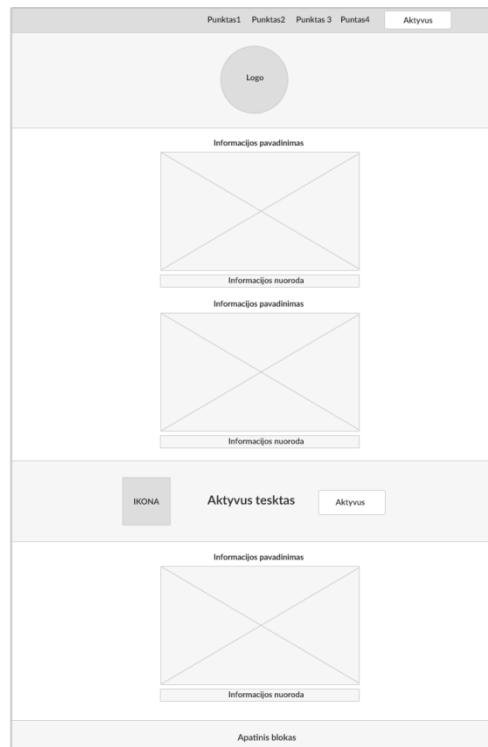 Punktas1 Punktas2 Punktas 3 Puntas4 Aktyvus
Logo
Informacijos pavadinimas
Informacijos nuoroda
Informacijos pavadinimas
Informacijos nuoroda
IKONA Aktyvus tesktas Aktyvus
Informacijos pavadinimas
Informacijos nuoroda
Apatinis blokas